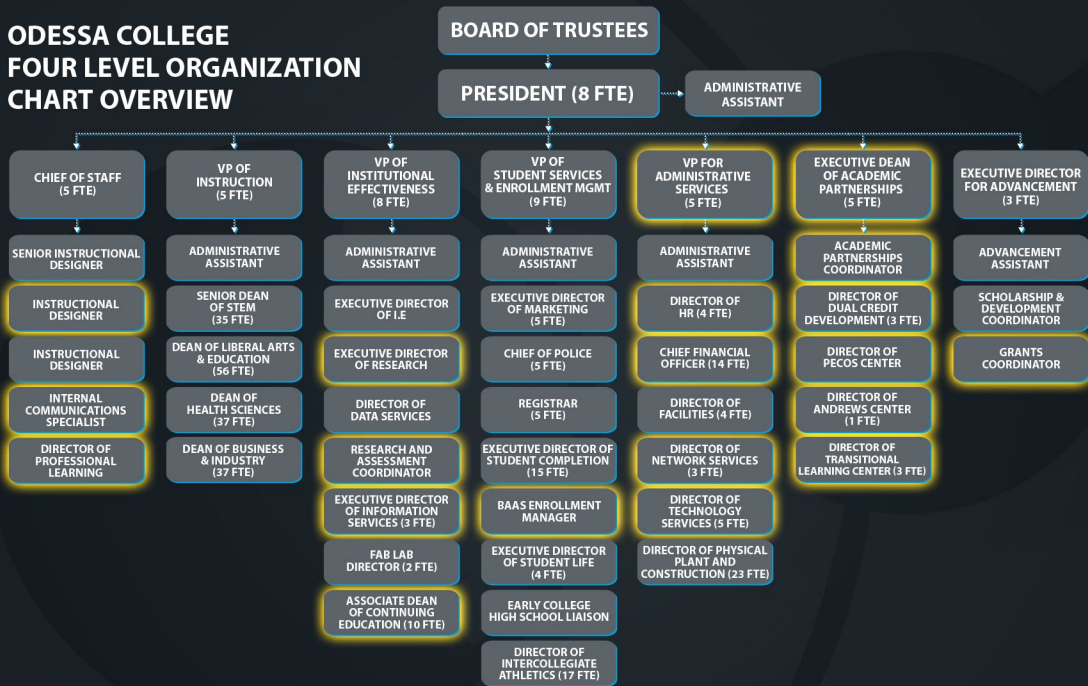 ODESSA COLLEGE
FOUR LEVEL ORGANIZATION
CHART OVERVIEW
BOARD OF TRUSTEES
PRESIDENT (8 FTE)
ADMINISTRATIVE
ASSISTANT
CHIEF OF STAFF
(5 FTE)
SENIOR INSTRUCTIONAL
DESIGNER
INSTRUCTIONAL
DESIGNER
INSTRUCTIONAL
DESIGNER
INTERNAL
COMMUNICATIONS
SPECIALIST
DIRECTOR OF
PROFESSIONAL
LEARNING
VP OF
INSTRUCTION
(5 FTE)
ADMINISTRATIVE
ASSISTANT
SENIOR DEAN
OF STEM
(35 FTE)
DEAN OF LIBERAL ARTS
& EDUCATION
(56 FTE)
DEAN OF
HEALTH SCIENCES
(37 FTE)
DEAN OF BUSINESS
& INDUSTRY
(37 FTE)
VP OF
INSTITUTIONAL
EFFECTIVENESS
(8 FTE)
ADMINISTRATIVE
ASSISTANT
EXECUTIVE DIRECTOR
OF I.E
EXECUTIVE DIRECTOR
OF RESEARCH
DIRECTOR OF
DATA SERVICES
RESEARCH AND
ASSESSMENT
COORDINATOR
EXECUTIVE DIRECTOR
OF INFORMATION
SERVICES (3 FTE)
FAB LAB
DIRECTOR (2 FTE)
ASSOCIATE DEAN
OF CONTINUING
EDUCATION (10 FTE)
VP OF
STUDENT SERVICES
& ENROLLMENT MGMT
(9 FTE)
ADMINISTRATIVE
ASSISTANT
EXECUTIVE DIRECTOR
OF MARKETING
(5 FTE)
CHIEF OF POLICE
(5 FTE)
REGISTRAR
(5 FTE)
EXECUTIVE DIRECTOR OF
STUDENT COMPLETION
(15 FTE)
BAAS ENROLLMENT
MANAGER
EXECUTIVE DIRECTOR
OF STUDENT LIFE
(4 FTE)
EARLY COLLEGE
HIGH SCHOOL LIAISON
DIRECTOR OF
INTERCOLLEGIATE
ATHLETICS (17 FTE)
VP FOR
ADMINISTRATIVE
SERVICES
(5 FTE)
ADMINISTRATIVE
ASSISTANT
DIRECTOR OF
HR (4 FTE)
CHIEF FINANCIAL
OFFICER (14 FTE)
DIRECTOR OF
FACILITIES (4 FTE)
DIRECTOR OF
NETWORK SERVICES
(3 FTE)
DIRECTOR OF
TECHNOLOGY
SERVICES (5 FTE)
DIRECTOR OF PHYSICAL
PLANT AND
CONSTRUCTION (23 FTE)
EXECUTIVE DEAN
OF ACADEMIC
PARTNERSHIPS
(5 FTE)
ACADEMIC
PARTNERSHIPS
COORDINATOR
DIRECTOR OF
DUAL CREDIT
DEVELOPMENT (3 FTE)
DIRECTOR OF
PECOS CENTER
DIRECTOR OF
ANDREWS CENTER
(1 FTE)
DIRECTOR OF
TRANSITIONAL
LEARNING CENTER (3 FTE)
EXECUTIVE DIRECTOR
FOR ADVANCEMENT
(3 FTE)
ADVANCEMENT
ASSISTANT
SCHOLARSHIP &
DEVELOPMENT
COORDINATOR
GRANTS
COORDINATOR